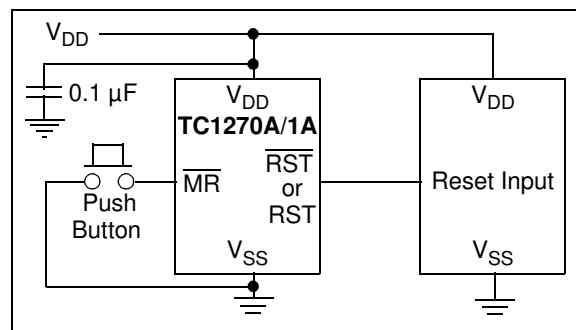 VDD
0.1 µF
VDD
TC1270A/1A
MR
RST
or
RST
VSS
Push
Button
VDD
Reset Input
VSS